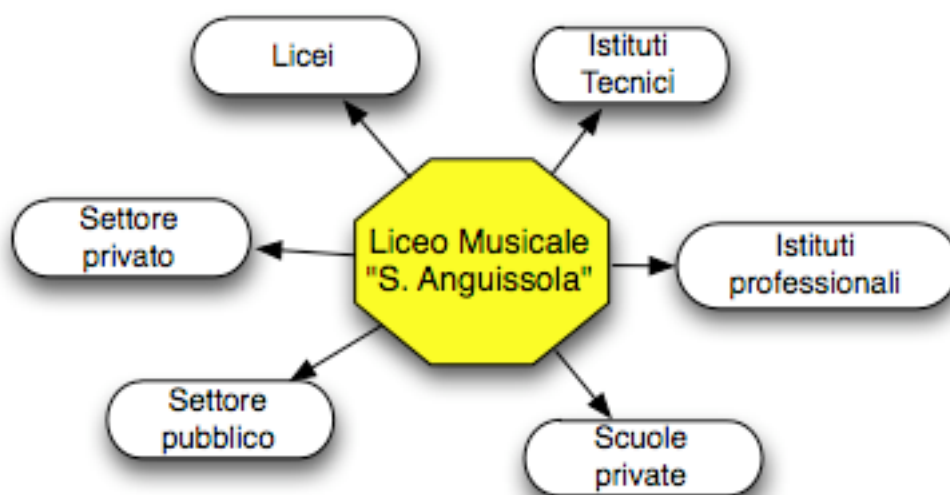 Licei
Istituti
Tecnici
Settore
privato
Liceo Musicale
"S. Anguissola"
Istituti
professionali
Settore
pubblico
Scuole
private